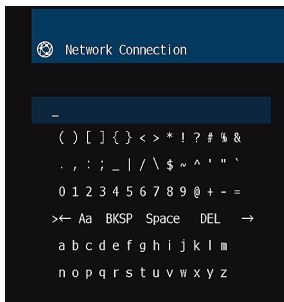 Network Connection
_
( ) [ ] { } < > * ! ? # % &
. , : ; _ | / \ $ ~ ^ ' " `
0 1 2 3 4 5 6 7 8 9 @ + - =
>← Aa BKSP Space DEL →
a b c d e f g h i j k l m
n o p q r s t u v w x y z